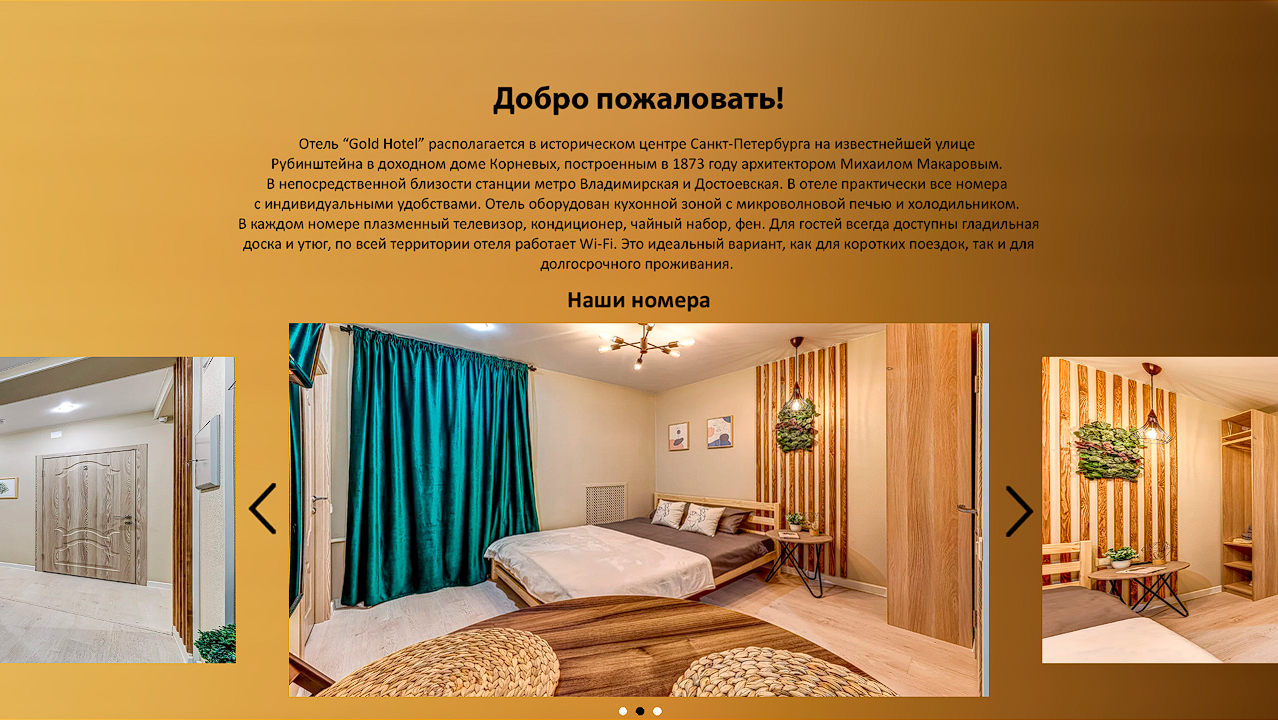 Добро пожаловать!
Отель “Gold Hotel” располагается в историческом центре Санкт-Петербурга на известнейшей улице
Рубинштейна в доходном доме Корневых, построенным в 1873 году архитектором Михаилом Макаровым.
В непосредственной близости станции метро Владимирская и Достоевская. В отеле практически все номера
с индивидуальными удобствами. Отель оборудован кухонной зоной с микроволновой печью и холодильником.
В каждом номере плазменный телевизор, кондиционер, чайный набор, фен. Для гостей всегда доступны гладильная
доска и утюг, по всей территории отеля работает Wi-Fi. Это идеальный вариант, как для коротких поездок, так и для
долгосрочного проживания.
Наши номера